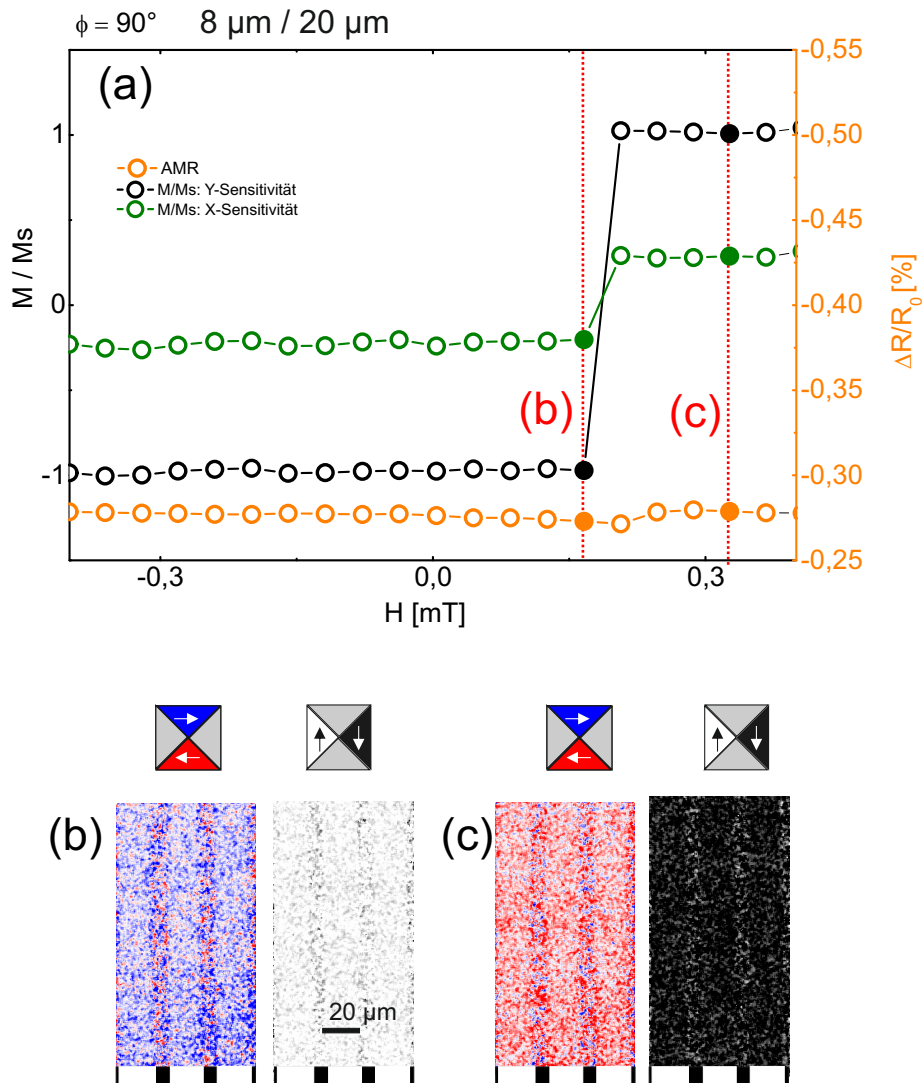 ϕ = 90° 8 µm / 20 µm
(a)
AMR
M/Ms: Y-Sensitivität
M/Ms: X-Sensitivität
M / Ms
1
0
-1
-0,55
-0,50
-0,45
-0,40
-0,35
-0,30
-0,25
ΔR/R₀ [%]
(b) (c)
-0,3 0,0 0,3
H [mT]
(b) (c)
20 µm